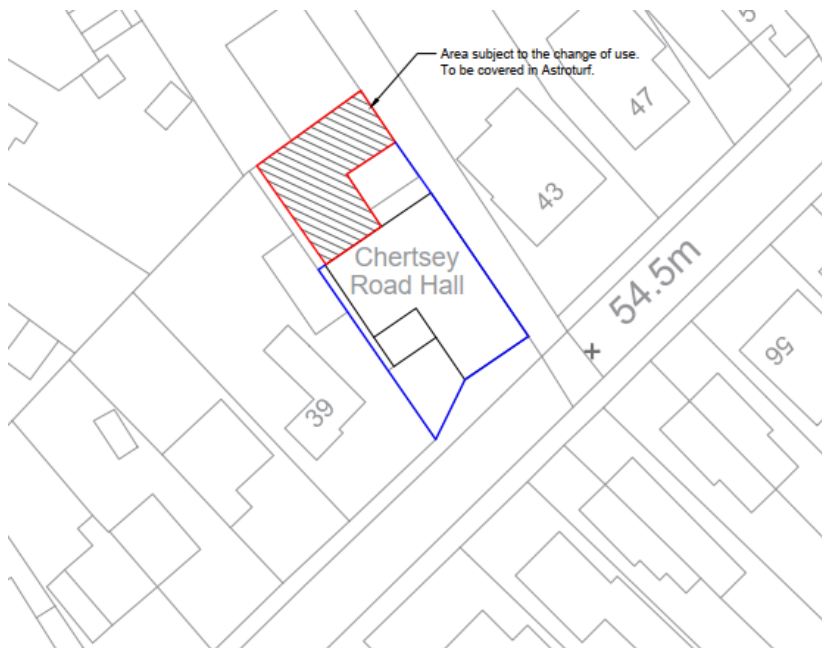 Area subject to the change of use.
To be covered in Astroturf.
47
43
Chertsey
Road Hall
54.5m
56
39